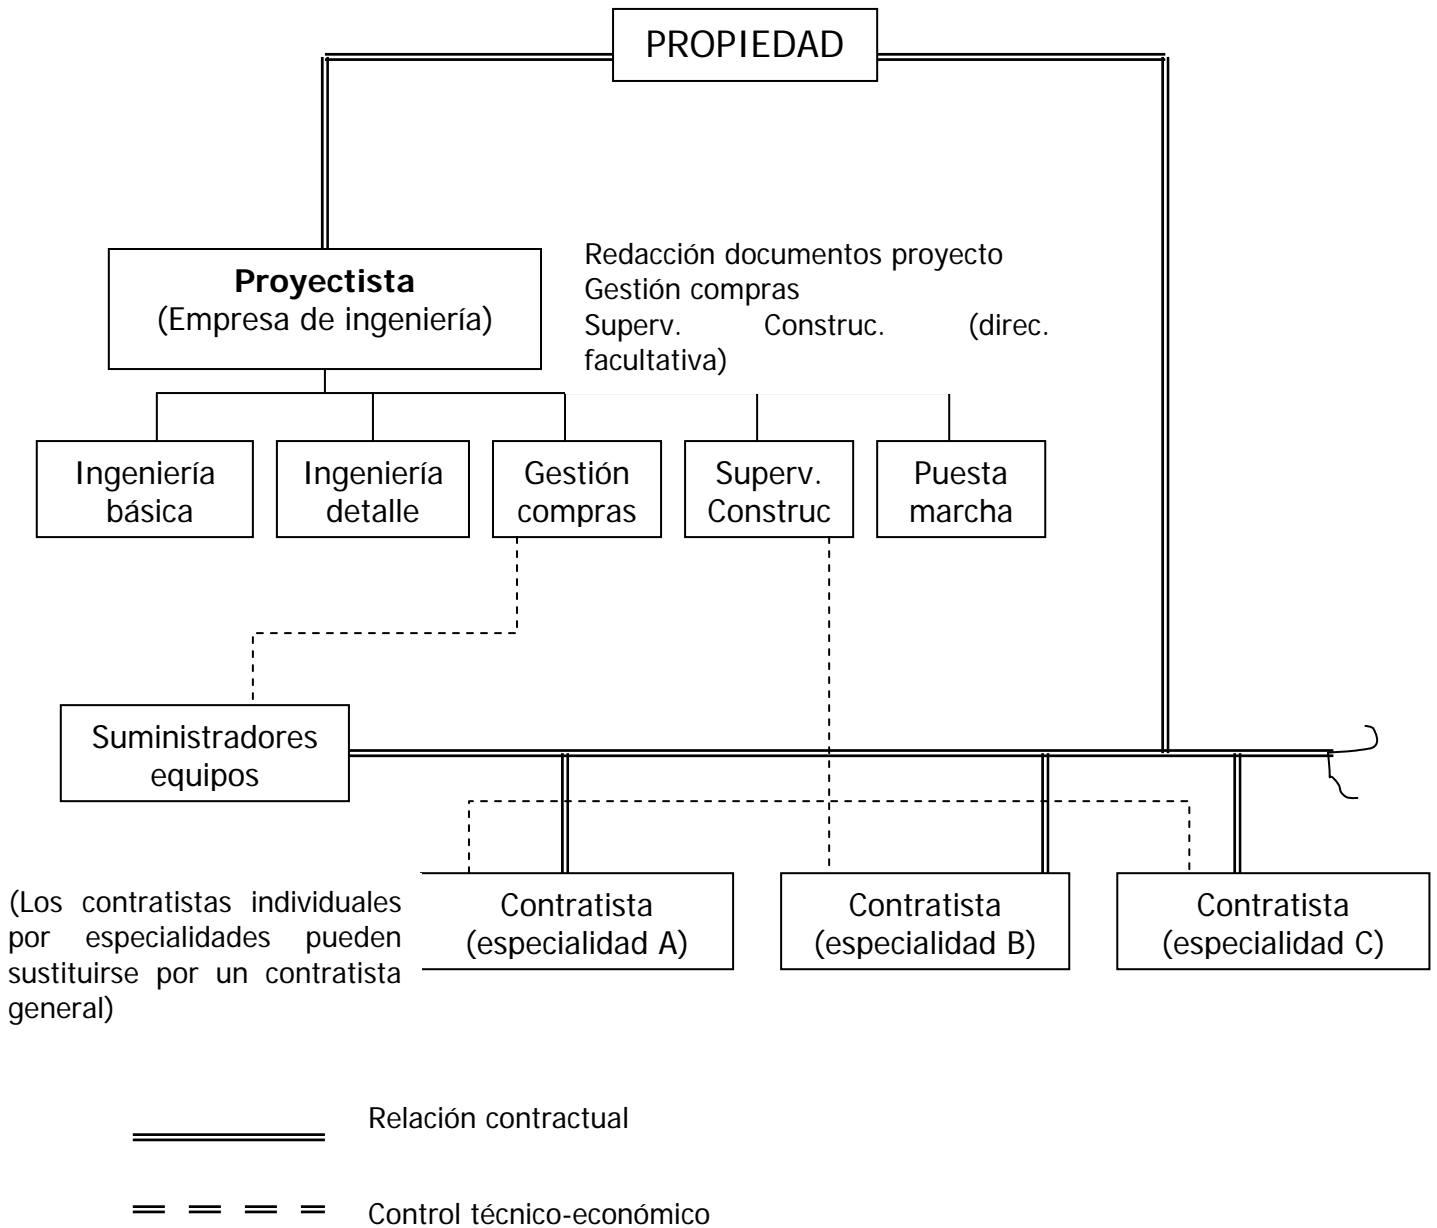 PROPIEDAD
Proyectista
(Empresa de ingeniería)
Redacción documentos proyecto
Gestión compras
Superv. Construc. (direc.
facultativa)
Ingeniería
básica
Ingeniería
detalle
Gestión
compras
Superv.
Construc
Puesta
marcha
Suministradores
equipos
(Los contratistas individuales
por especialidades pueden
sustituirse por un contratista
general)
Contratista
(especialidad A)
Contratista
(especialidad B)
Contratista
(especialidad C)
Relación contractual
Control técnico-económico